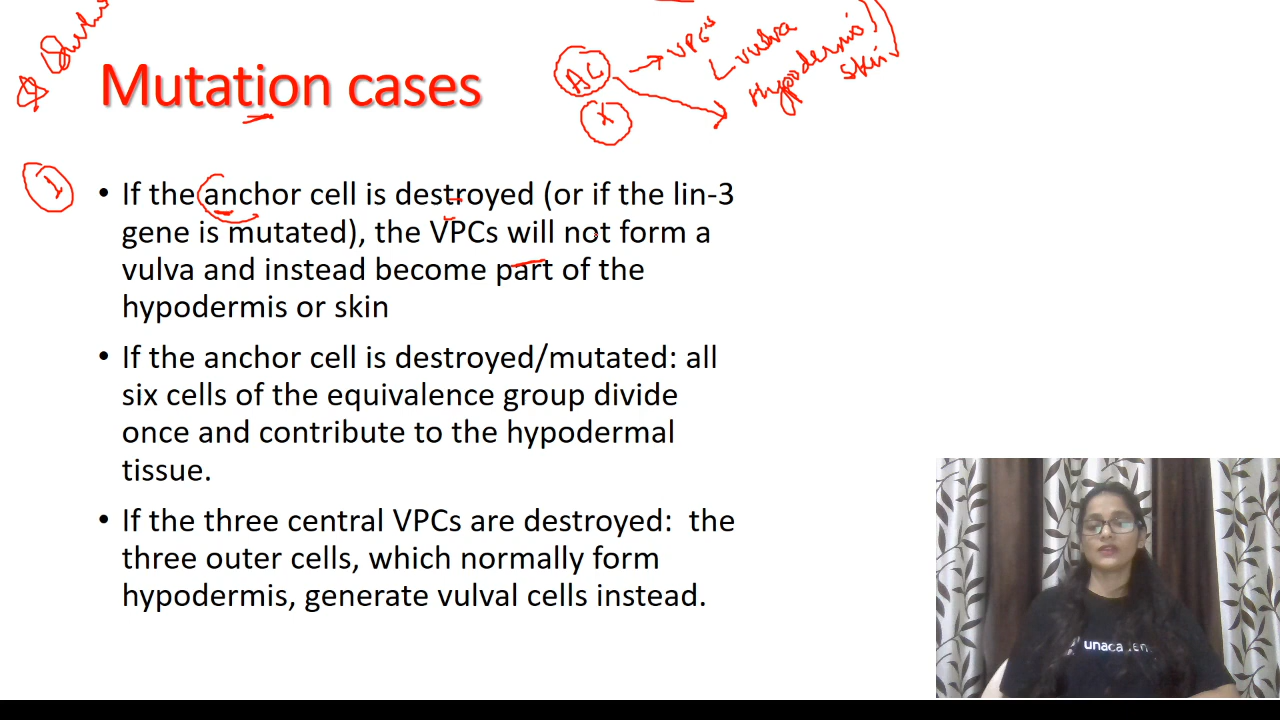 AC → VPC's
vulva
Hypodermis /
skin
X
Mutation cases
1
• If the anchor cell is destroyed (or if the lin-3
gene is mutated), the VPCs will not form a
vulva and instead become part of the
hypodermis or skin
• If the anchor cell is destroyed/mutated: all
six cells of the equivalence group divide
once and contribute to the hypodermal
tissue.
• If the three central VPCs are destroyed:  the
three outer cells, which normally form
hypodermis, generate vulval cells instead.